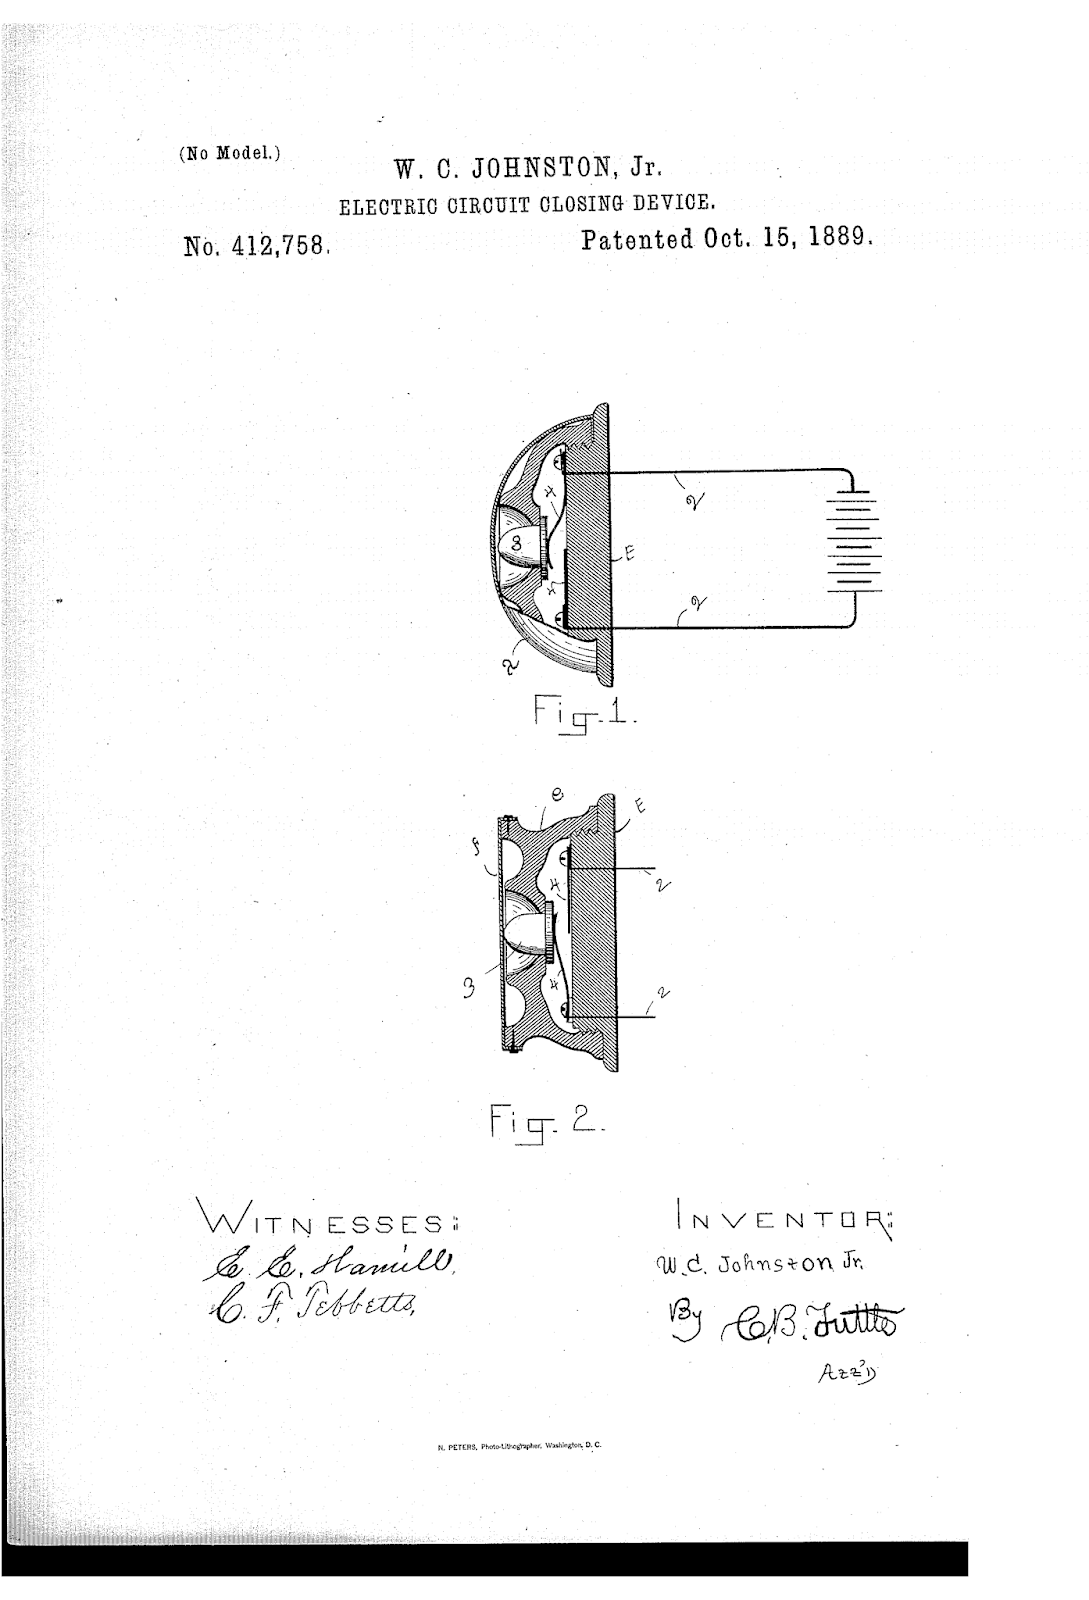 (No Model.)
W. C. JOHNSTON, Jr.
ELECTRIC CIRCUIT CLOSING DEVICE.
No. 412,758.
Patented Oct. 15, 1889.
4
2
3
E
4
2
2
Fig. 1.
e
E
f
4
2
3
4
2
Fig. 2.
WITNESSES:
E. E. Hamill.
C. F. Tebbetts,
INVENTOR:
W. C. Johnston Jr.
By C. B. Tuttle
N. PETERS, Photo-Lithographer, Washington, D. C.